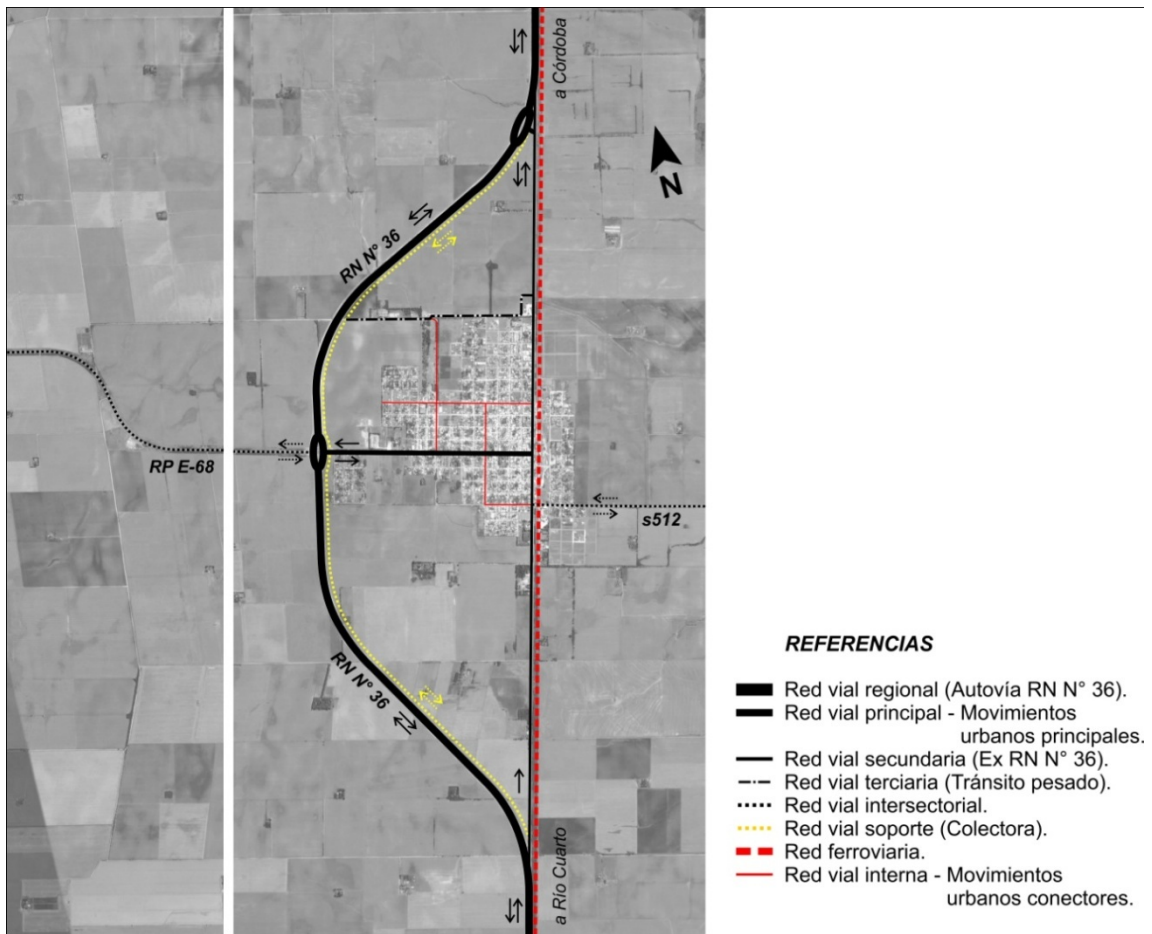 a Córdoba
N
RN N° 36
RP E-68
s512
RN N° 36
a Río Cuarto
REFERENCIAS
Red vial regional (Autovía RN N° 36).
Red vial principal - Movimientos
urbanos principales.
Red vial secundaria (Ex RN N° 36).
Red vial terciaria (Tránsito pesado).
Red vial intersectorial.
Red vial soporte (Colectora).
Red ferroviaria.
Red vial interna - Movimientos
urbanos conectores.